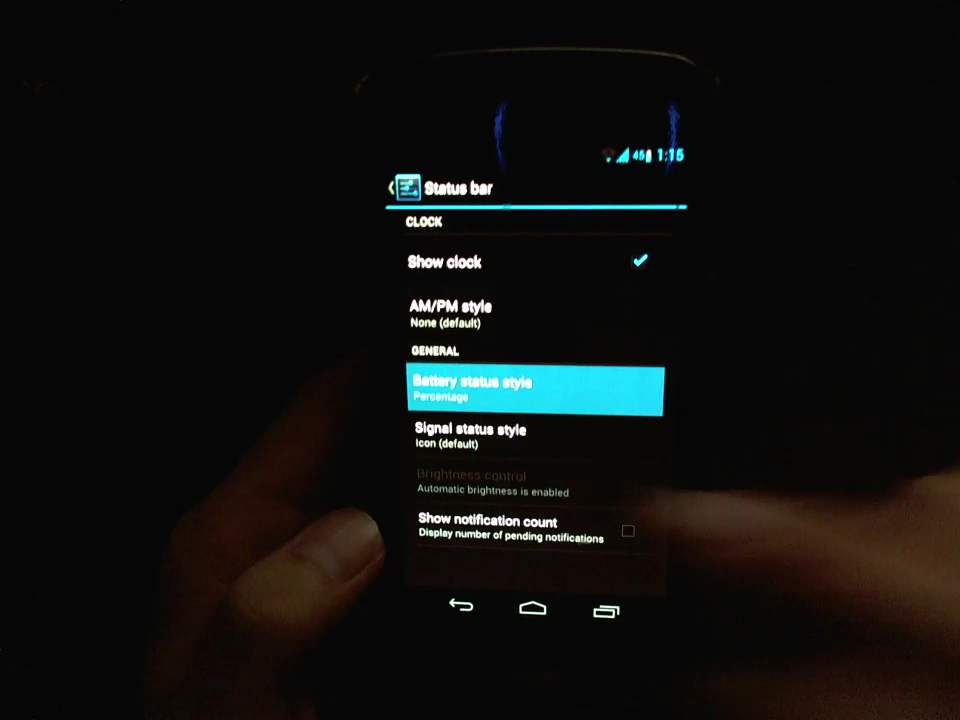 45 1:15
Status bar
CLOCK
Show clock
AM/PM style
None (default)
GENERAL
Battery status style
Percentage
Signal status style
Icon (default)
Brightness control
Automatic brightness is enabled
Show notification count
Display number of pending notifications